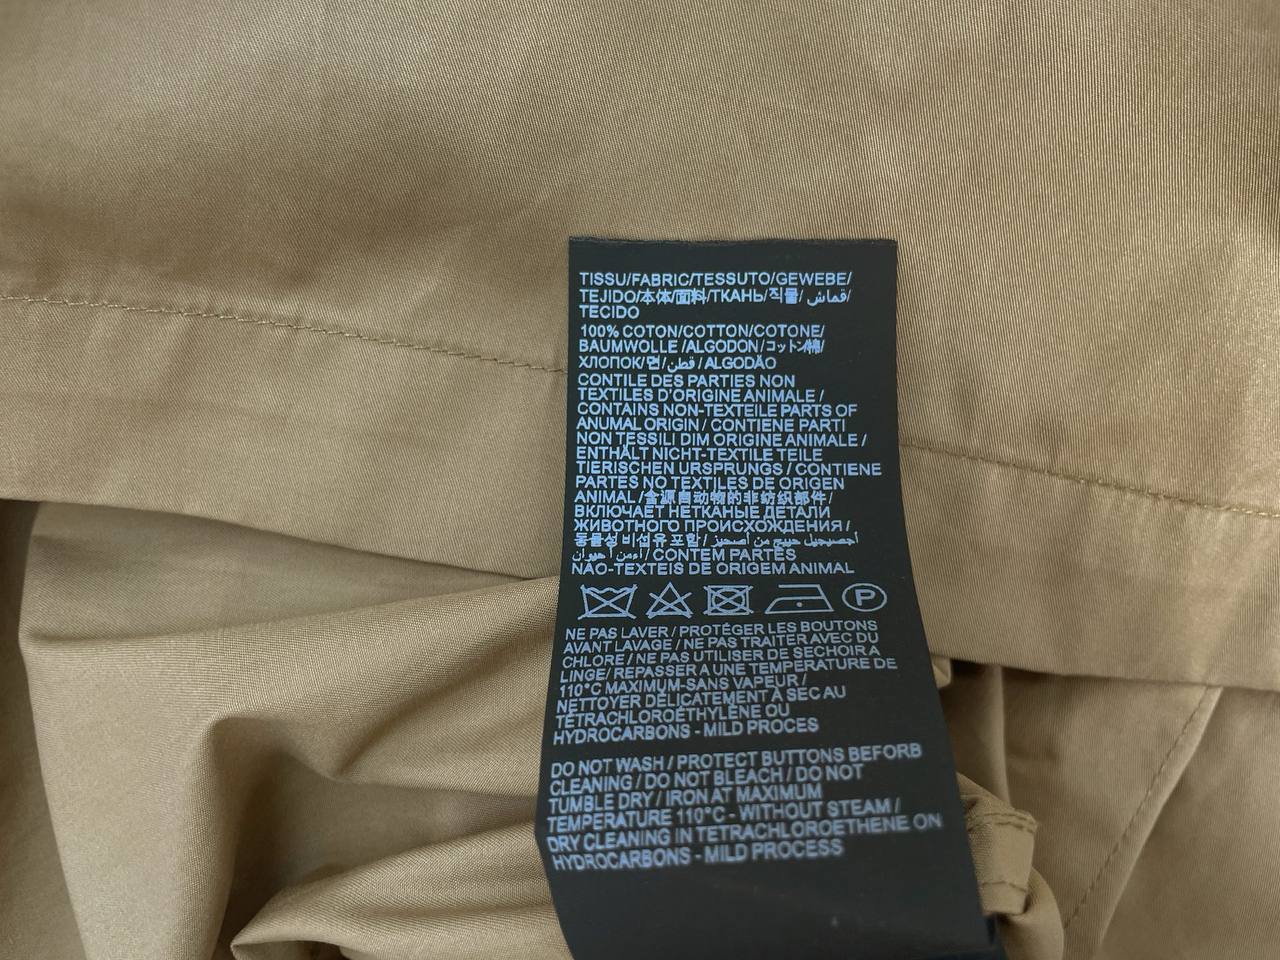 TISSU/FABRIC/TESSUTO/GEWEBE/
TEJIDO/本体/面料/ТКАНЬ/직물/ قماش/
TECIDO
100% COTON/COTTON/COTONE/
BAUMWOLLE /ALGODON/コットン/棉/
ХЛОПОК/면/قطن/ ALGODÃO
CONTILE DES PARTIES NON
TEXTILES D'ORIGINE ANIMALE /
CONTAINS NON-TEXTEILE PARTS OF
ANUMAL ORIGIN / CONTIENE PARTI
NON TESSILI DIM ORIGINE ANIMALE /
ENTHÄLT NICHT-TEXTILE TEILE
TIERISCHEN URSPRUNGS / CONTIENE
PARTES NO TEXTILES DE ORIGEN
ANIMAL /含源自动物的非纺织部件/
ВКЛЮЧАЕТ НЕТКАНЫЕ ДЕТАЛИ
ЖИВОТНОГО ПРОИСХОЖДЕНИЯ /
동물성 비섬유 포함 /
/ CONTEM PARTES
NÃO-TEXTEIS DE ORIGEM ANIMAL
P
NE PAS LAVER / PROTÉGER LES BOUTONS
AVANT LAVAGE / NE PAS TRAITER AVEC DU
CHLORE / NE PAS UTILISER DE SECHOIR A
LINGE/ REPASSER A UNE TEMPERATURE DE
110°C MAXIMUM-SANS VAPEUR /
NETTOYER DÉLICATEMENT À SEC AU
TÉTRACHLOROÉTHYLÈNE OU
HYDROCARBONS - MILD PROCES
DO NOT WASH / PROTECT BUTTONS BEFORB
CLEANING / DO NOT BLEACH / DO NOT
TUMBLE DRY / IRON AT MAXIMUM
TEMPERATURE 110°C - WITHOUT STEAM /
DRY CLEANING IN TETRACHLOROETHENE ON
HYDROCARBONS - MILD PROCESS